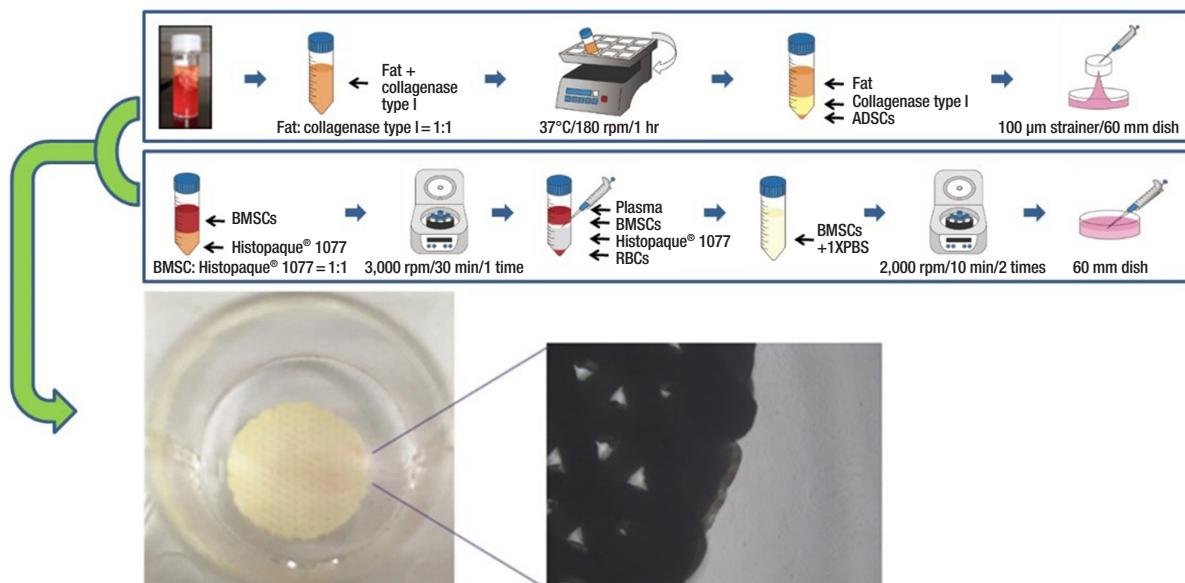 Fat +
collagenase
type I
Fat: collagenase type I = 1:1
37°C/180 rpm/1 hr
Fat
Collagenase type I
ADSCs
100 µm strainer/60 mm dish
BMSCs
Histopaque® 1077
BMSC: Histopaque® 1077 = 1:1
3,000 rpm/30 min/1 time
Plasma
BMSCs
Histopaque® 1077
RBCs
BMSCs
+1XPBS
2,000 rpm/10 min/2 times
60 mm dish